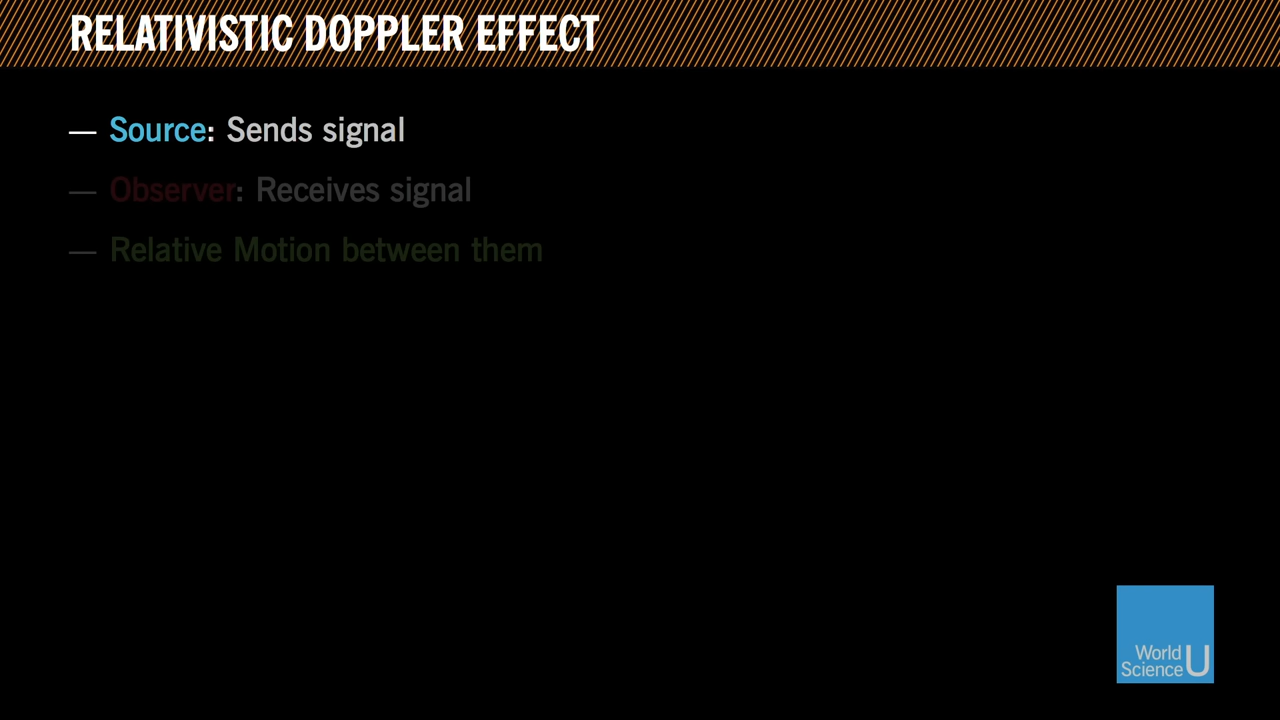 RELATIVISTIC DOPPLER EFFECT
— Source: Sends signal
— Observer: Receives signal
— Relative Motion between them
World
Science U